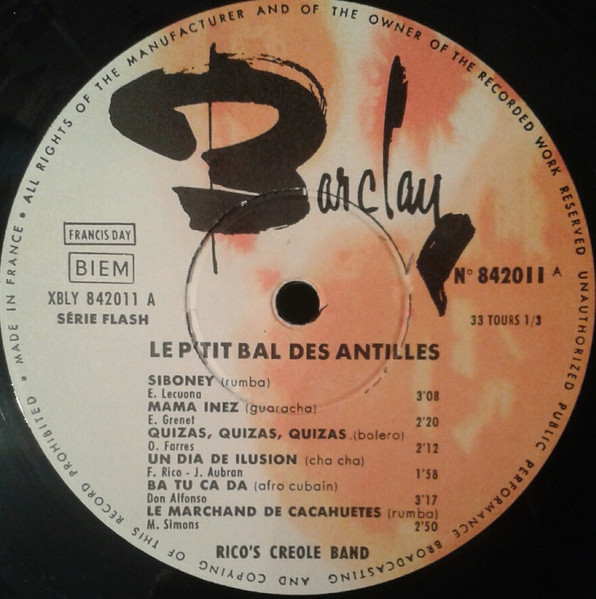 MADE IN FRANCE • ALL RIGHTS OF THE MANUFACTURER AND OF THE OWNER OF THE RECORDED WORK RESERVED UNAUTHORIZED PUBLIC PERFORMANCE BROADCASTING AND COPYING OF THIS RECORD PROHIBITED •
Barclay
FRANCIS DAY
BIEM
XBLY 842011 A
SÉRIE FLASH
N° 842011 A
33 TOURS 1/3
LE P'TIT BAL DES ANTILLES
SIBONEY (rumba)
E. Lecuona 3'08
MAMA INEZ (guaracha)
E. Grenet 2'20
QUIZAS, QUIZAS, QUIZAS (bolero)
O. Farres 2'12
UN DIA DE ILUSION (cha cha)
F. Rico - J. Aubran 1'58
BA TU CA DA (afro cubain)
Don Alfonso 3'17
LE MARCHAND DE CACAHUETES (rumba)
M. Simons 2'50
RICO'S CREOLE BAND